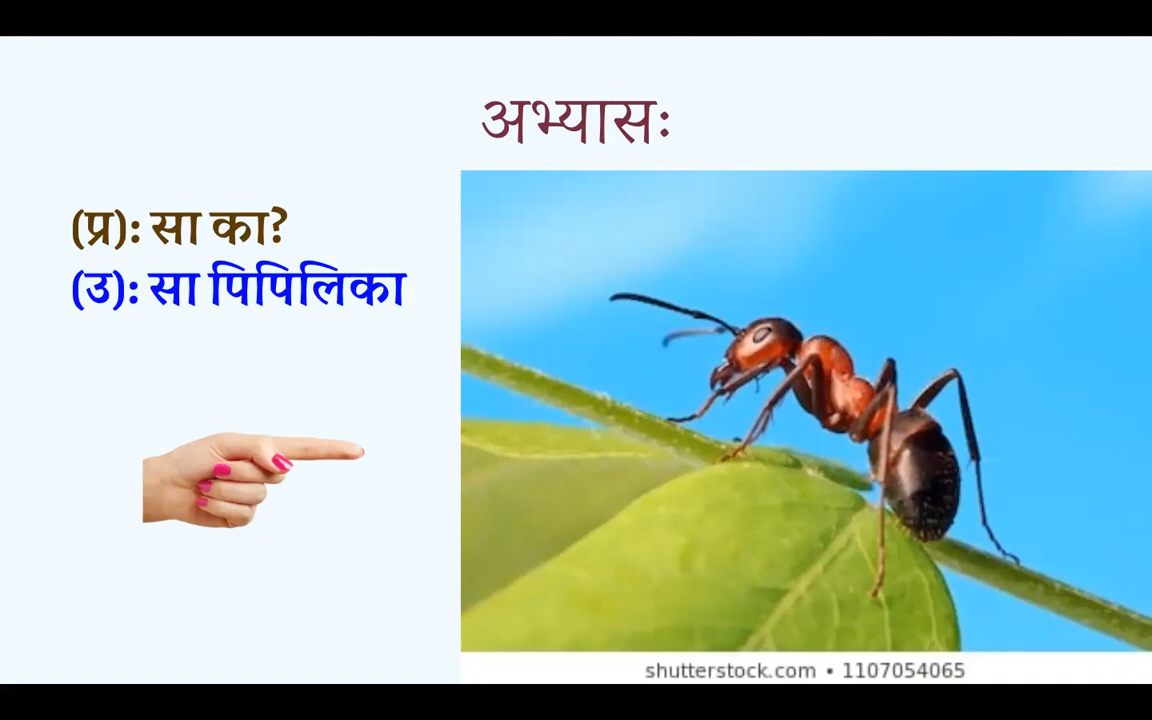 अभ्यासः
(प्र): सा का?
(उ): सा पिपिलिका
shutterstock.com • 1107054065